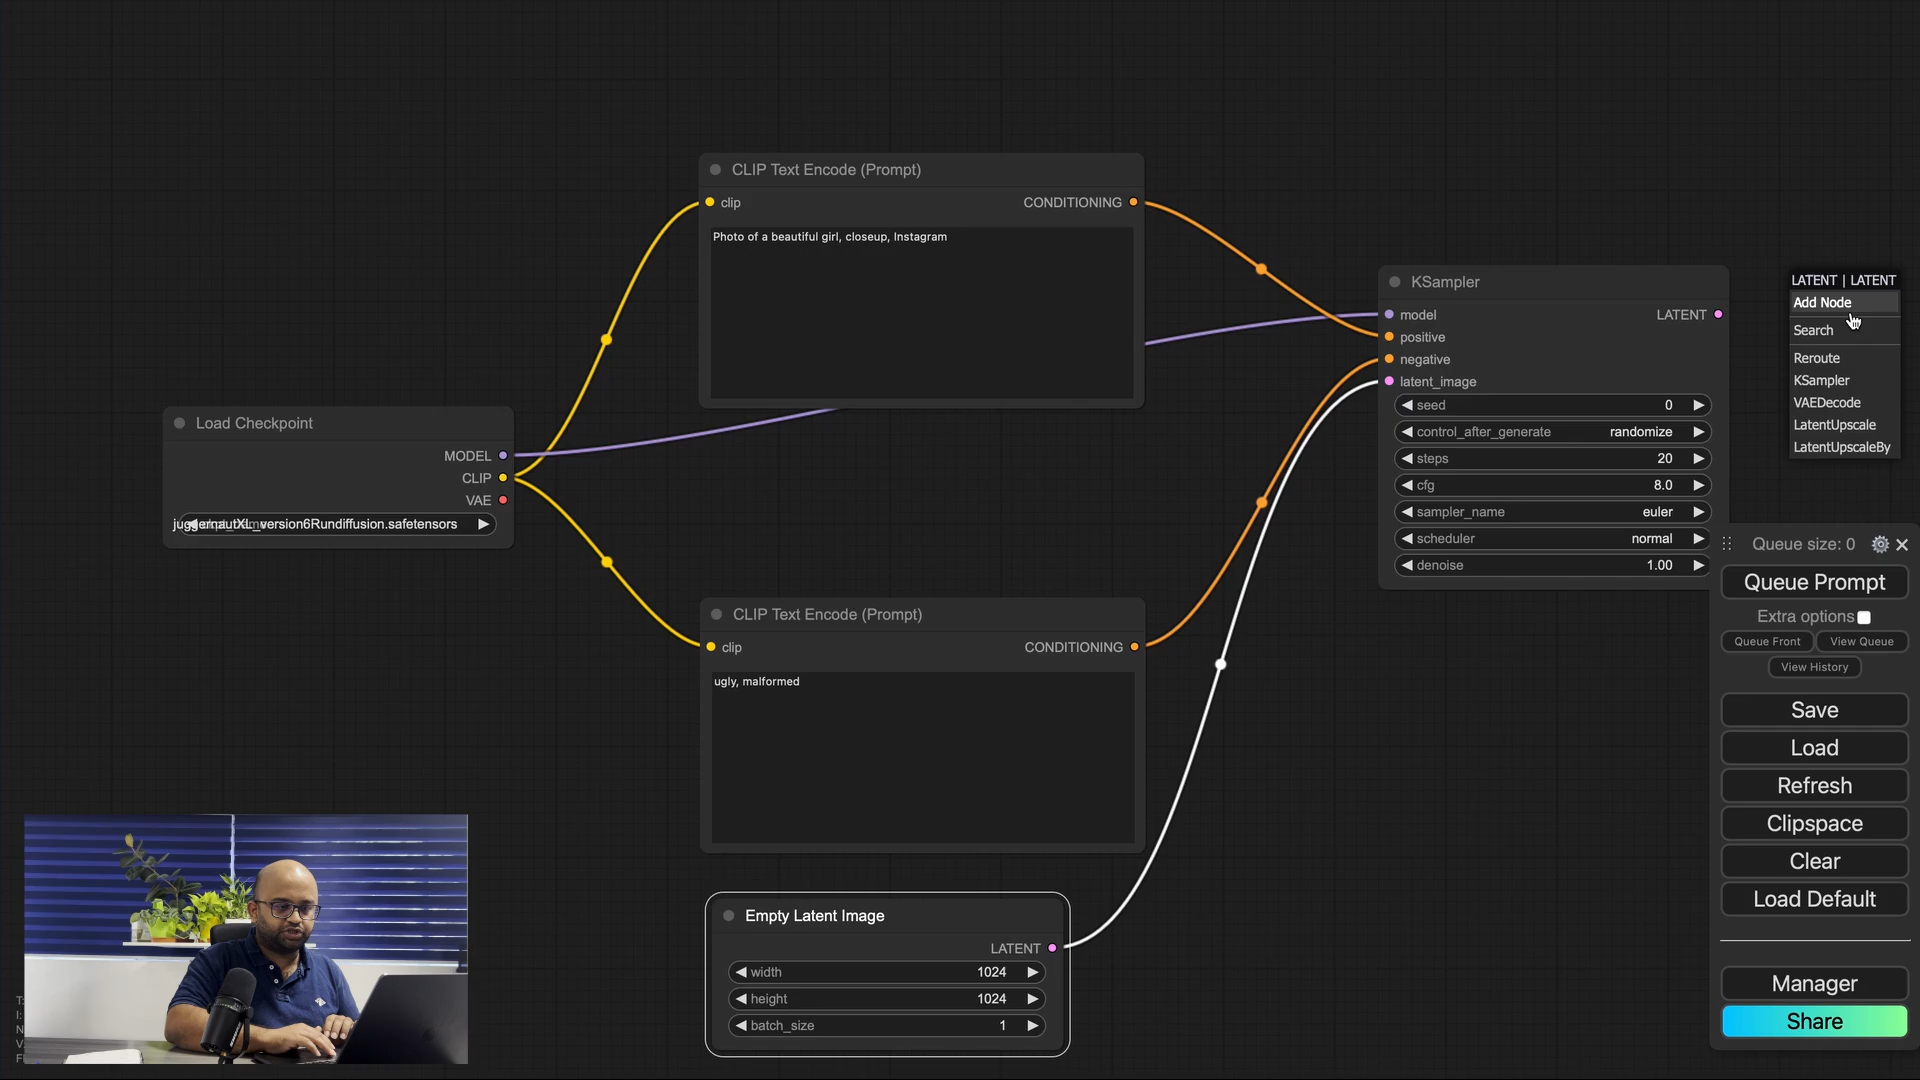 CLIP Text Encode (Prompt)
clip
CONDITIONING
Photo of a beautiful girl, closeup, Instagram
KSampler
model
LATENT
positive
negative
latent_image
seed 0
control_after_generate randomize
steps 20
cfg 8.0
sampler_name euler
scheduler normal
denoise 1.00
LATENT | LATENT
Add Node
Search
Reroute
KSampler
VAEDecode
LatentUpscale
LatentUpscaleBy
Load Checkpoint
MODEL
CLIP
VAE
juggernautXL_version6Rundiffusion.safetensors
CLIP Text Encode (Prompt)
clip
CONDITIONING
ugly, malformed
Empty Latent Image
LATENT
width 1024
height 1024
batch_size 1
Queue size: 0
Queue Prompt
Extra options
Queue Front
View Queue
View History
Save
Load
Refresh
Clipspace
Clear
Load Default
Manager
Share